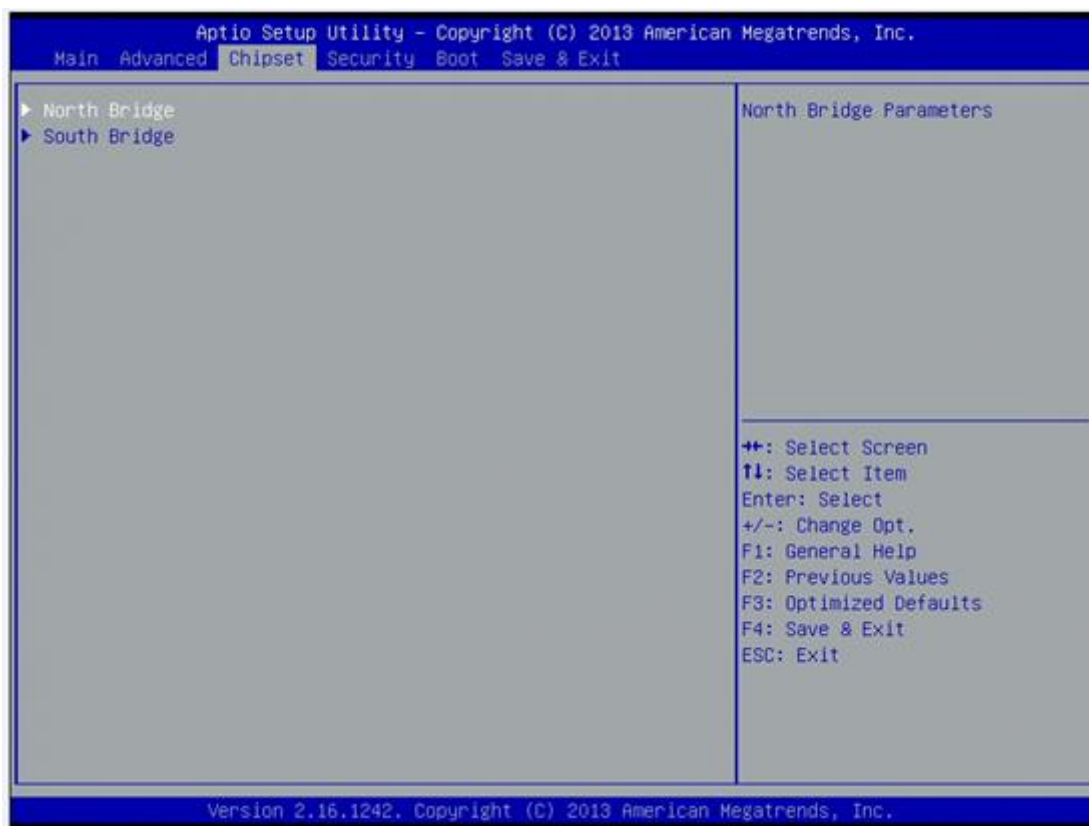 Aptio Setup Utility – Copyright (C) 2013 American Megatrends, Inc.
Main Advanced Chipset Security Boot Save & Exit
▶ North Bridge
▶ South Bridge
North Bridge Parameters
→←: Select Screen
↑↓: Select Item
Enter: Select
+/-: Change Opt.
F1: General Help
F2: Previous Values
F3: Optimized Defaults
F4: Save & Exit
ESC: Exit
Version 2.16.1242. Copyright (C) 2013 American Megatrends, Inc.